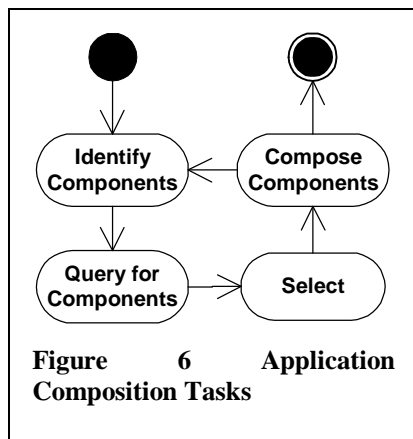 Identify
Components
Compose
Components
Query for
Components
Select
Figure 6 Application
Composition Tasks